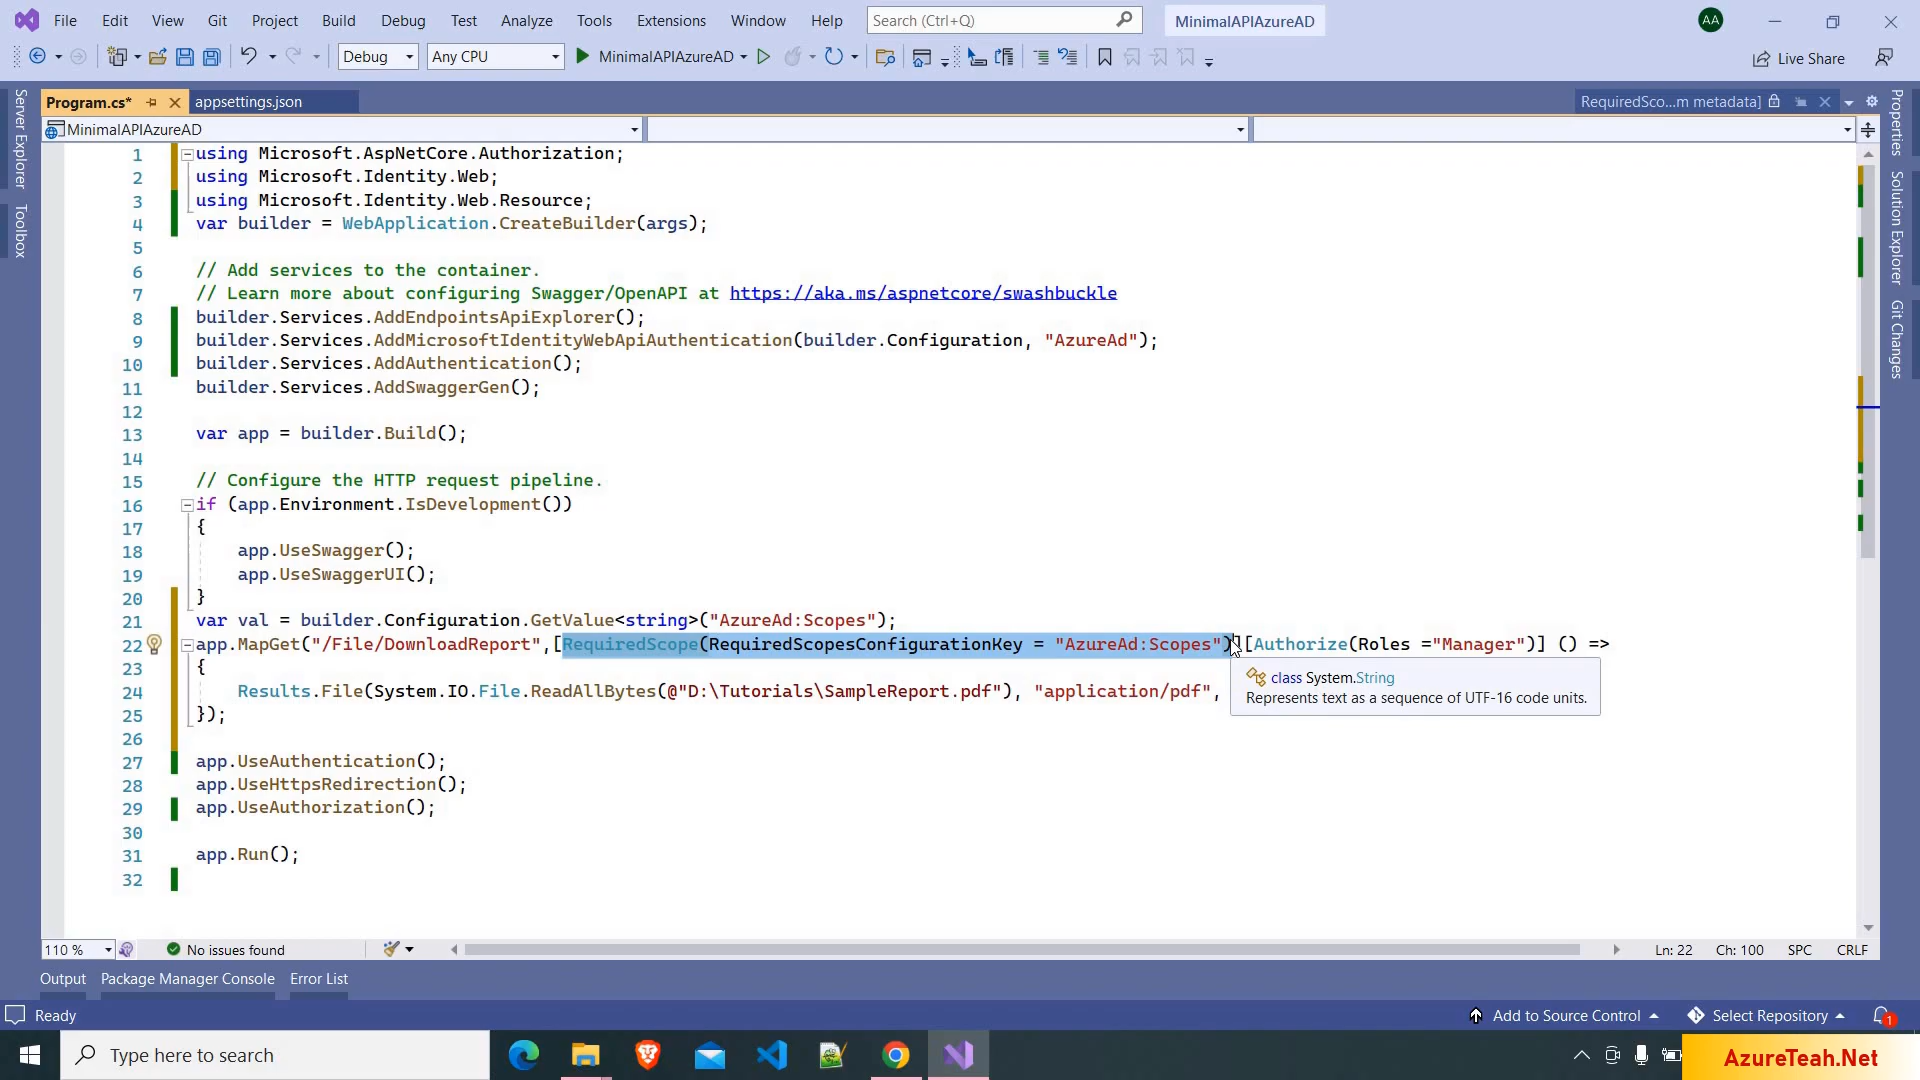 File Edit View Git Project Build Debug Test Analyze Tools Extensions Window Help Search (Ctrl+Q) MinimalAPIAzureAD AA
Debug Any CPU MinimalAPIAzureAD Live Share
Program.cs* appsettings.json RequiredSco...m metadata]
MinimalAPIAzureAD
Server Explorer
Toolbox
Properties
Solution Explorer
Git Changes
1 using Microsoft.AspNetCore.Authorization;
2 using Microsoft.Identity.Web;
3 using Microsoft.Identity.Web.Resource;
4 var builder = WebApplication.CreateBuilder(args);
5
6 // Add services to the container.
7 // Learn more about configuring Swagger/OpenAPI at https://aka.ms/aspnetcore/swashbuckle
8 builder.Services.AddEndpointsApiExplorer();
9 builder.Services.AddMicrosoftIdentityWebApiAuthentication(builder.Configuration, "AzureAd");
10 builder.Services.AddAuthentication();
11 builder.Services.AddSwaggerGen();
12
13 var app = builder.Build();
14
15 // Configure the HTTP request pipeline.
16 if (app.Environment.IsDevelopment())
17 {
18 app.UseSwagger();
19 app.UseSwaggerUI();
20 }
21 var val = builder.Configuration.GetValue<string>("AzureAd:Scopes");
22 app.MapGet("/File/DownloadReport",[RequiredScope(RequiredScopesConfigurationKey = "AzureAd:Scopes")][Authorize(Roles ="Manager")] () =>
23 {
24 Results.File(System.IO.File.ReadAllBytes(@"D:\Tutorials\SampleReport.pdf"), "application/pdf",
25 });
26
27 app.UseAuthentication();
28 app.UseHttpsRedirection();
29 app.UseAuthorization();
30
31 app.Run();
32
class System.String
Represents text as a sequence of UTF-16 code units.
110 % No issues found Ln: 22 Ch: 100 SPC CRLF
Output Package Manager Console Error List
Ready Add to Source Control Select Repository 1
Type here to search
AzureTeah.Net